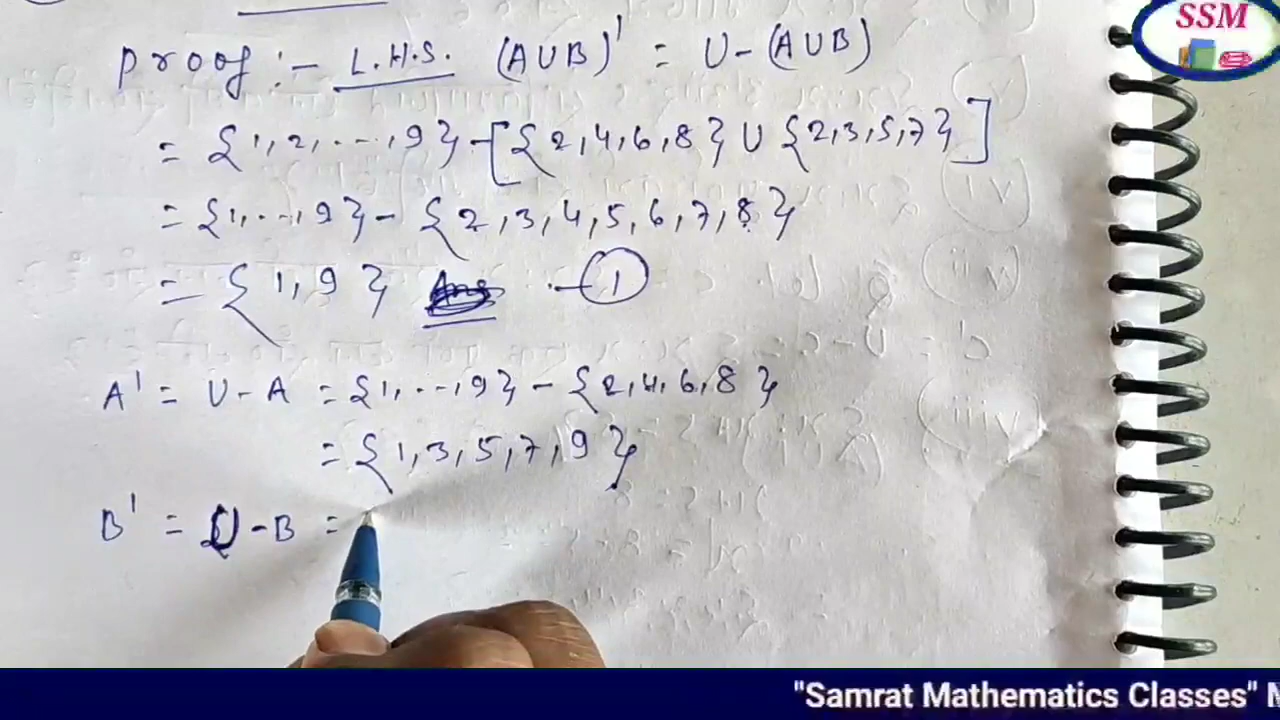 SSM
Proof :- L.H.S. (AUB)' = U-(AUB)
= {1,2,...,9} - [{2,4,6,8} U {2,3,5,7}]
= {1,...,9} - {2,3,4,5,6,7,8}
= {1,9} -①
A' = U-A = {1,...,9} - {2,4,6,8}
= {1,3,5,7,9}
B' = U-B =
"Samrat Mathematics Classes" N